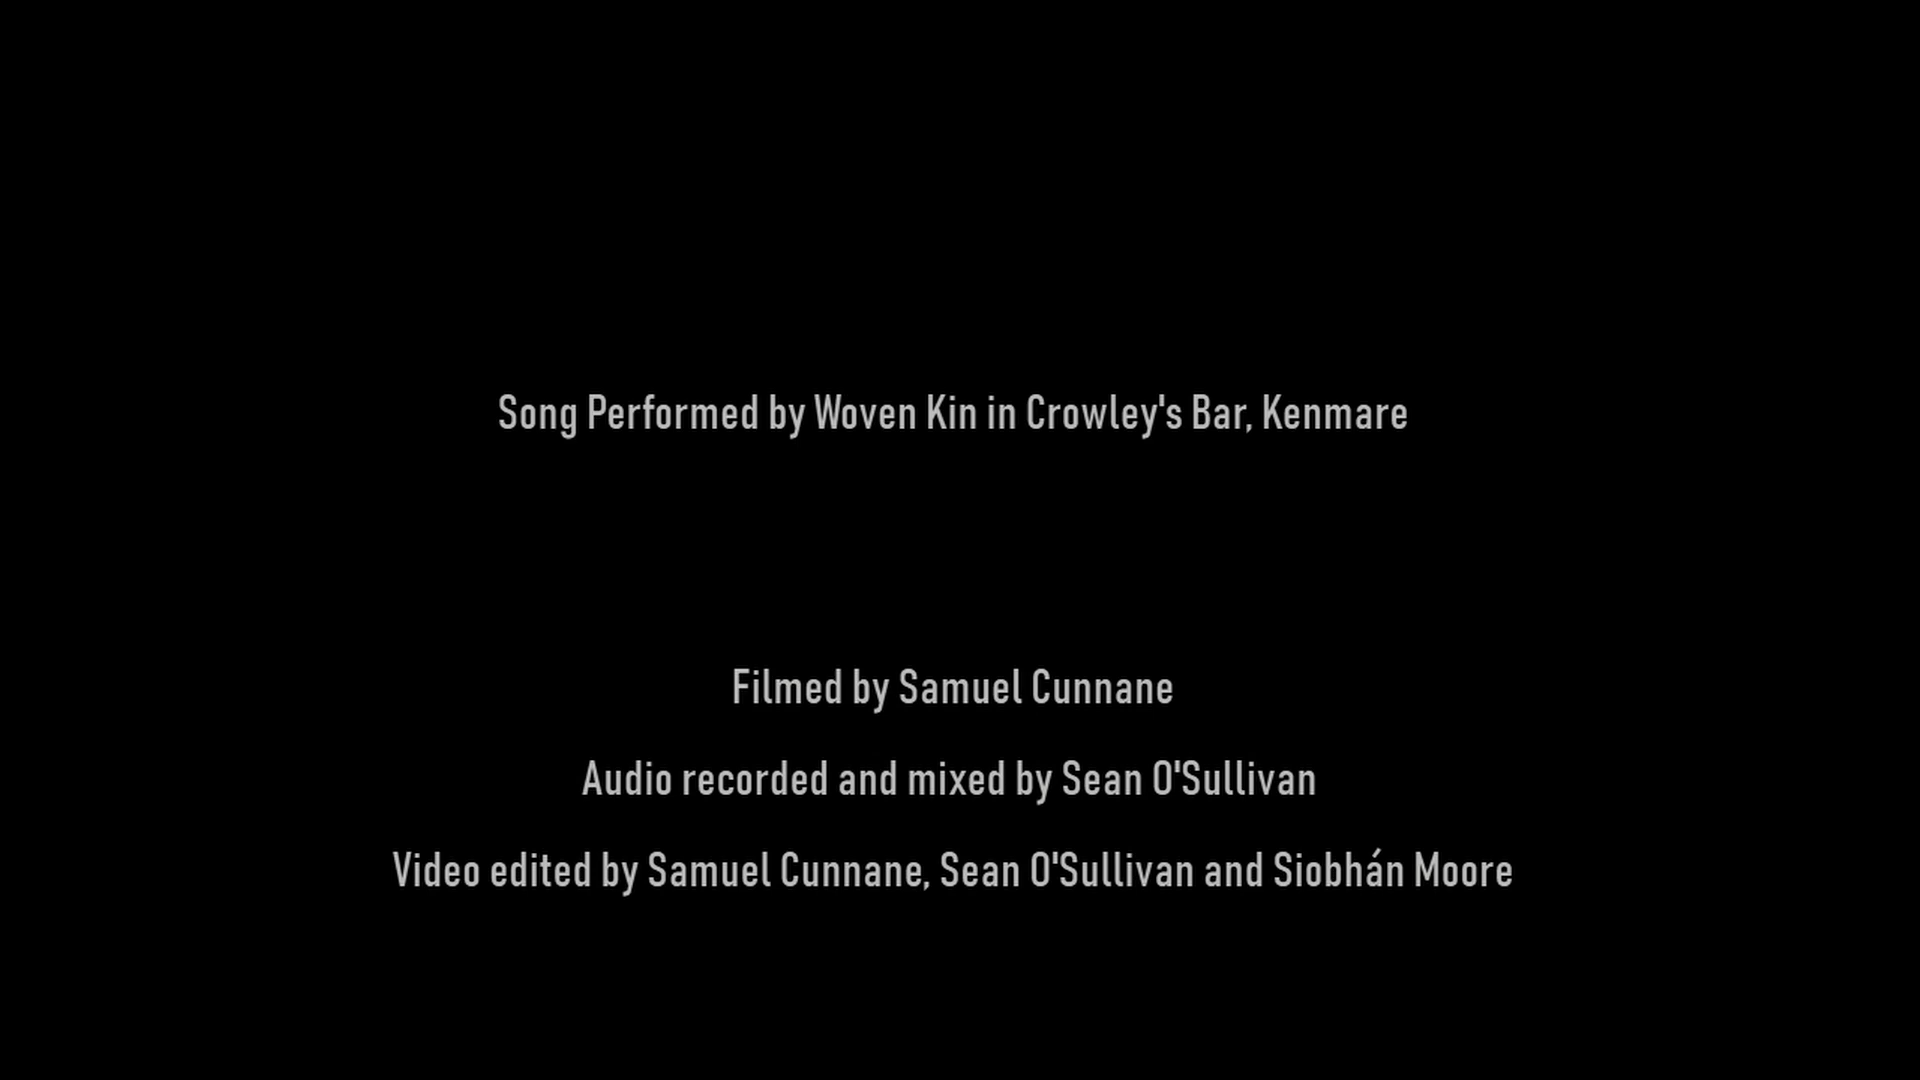 Song Performed by Woven Kin in Crowley's Bar, Kenmare
Filmed by Samuel Cunnane
Audio recorded and mixed by Sean O'Sullivan
Video edited by Samuel Cunnane, Sean O'Sullivan and Siobhán Moore